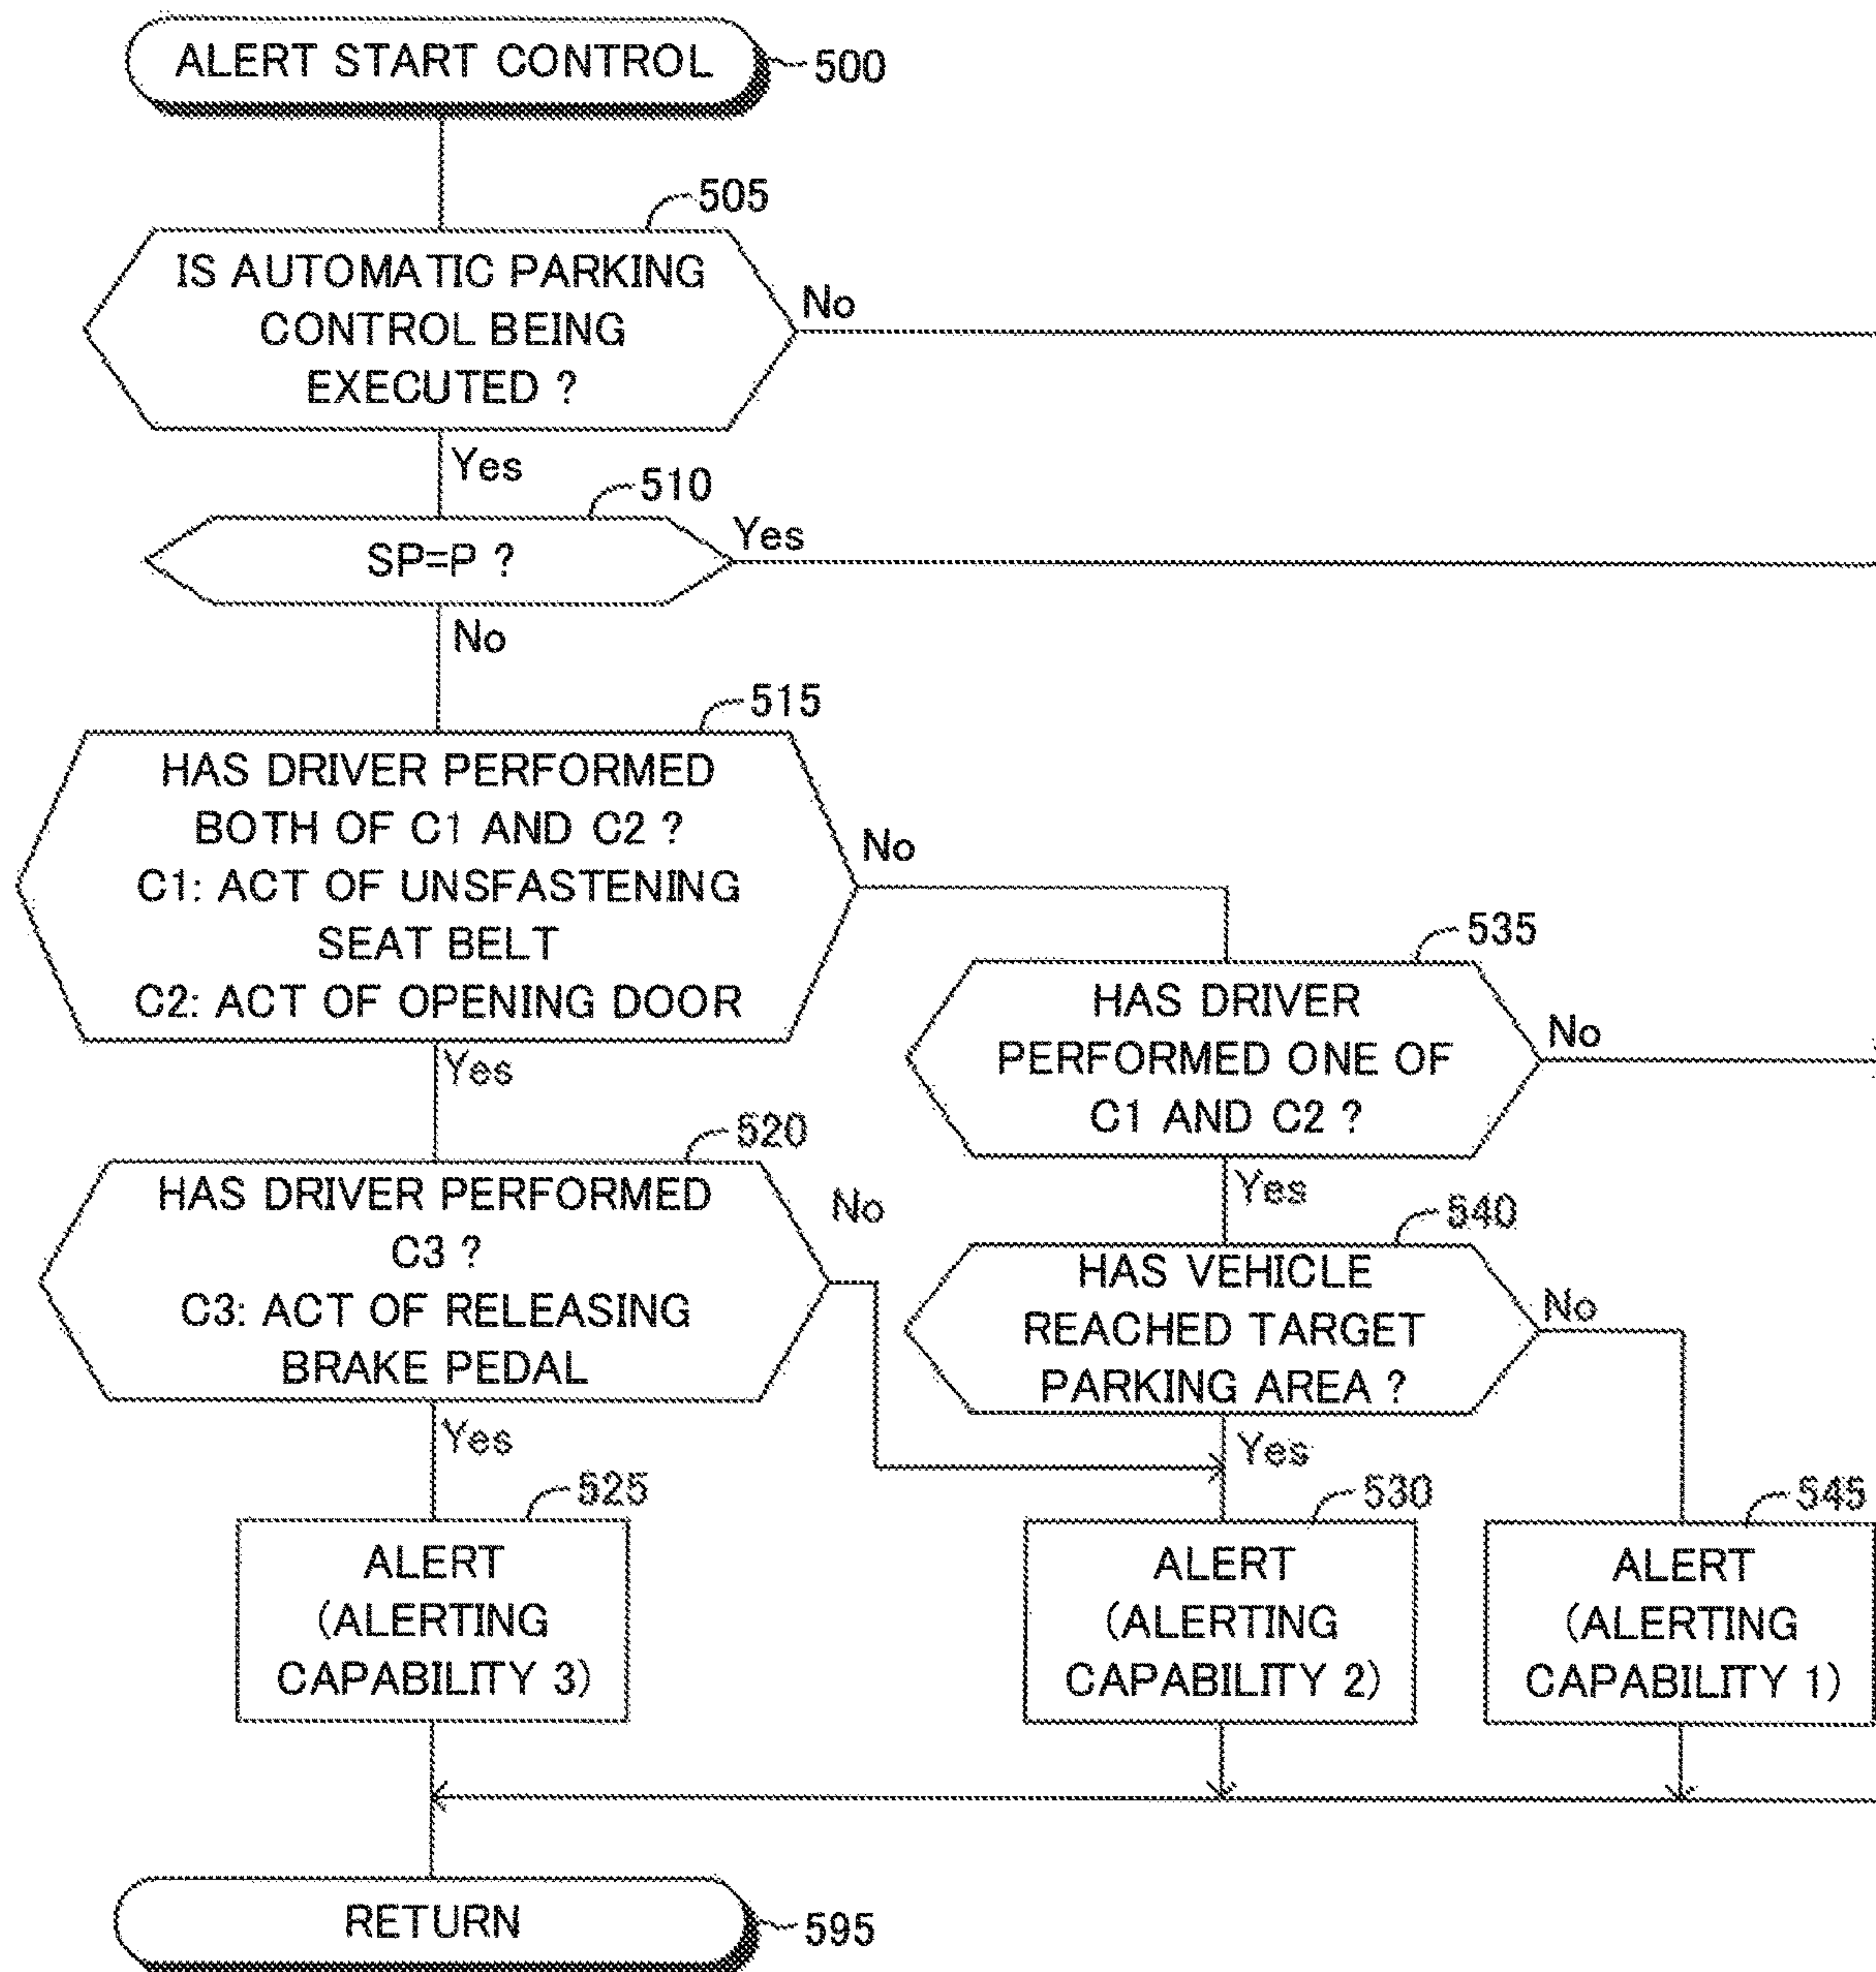 ALERT START CONTROL
500
505
IS AUTOMATIC PARKING
CONTROL BEING
EXECUTED ?
No
Yes
510
SP=P ?
Yes
No
515
HAS DRIVER PERFORMED
BOTH OF C1 AND C2 ?
C1: ACT OF UNSFASTENING
SEAT BELT
C2: ACT OF OPENING DOOR
No
Yes
535
HAS DRIVER
PERFORMED ONE OF
C1 AND C2 ?
No
Yes
520
HAS DRIVER PERFORMED
C3 ?
C3: ACT OF RELEASING
BRAKE PEDAL
No
Yes
540
HAS VEHICLE
REACHED TARGET
PARKING AREA ?
No
Yes
525
ALERT
(ALERTING
CAPABILITY 3)
530
ALERT
(ALERTING
CAPABILITY 2)
545
ALERT
(ALERTING
CAPABILITY 1)
RETURN
595